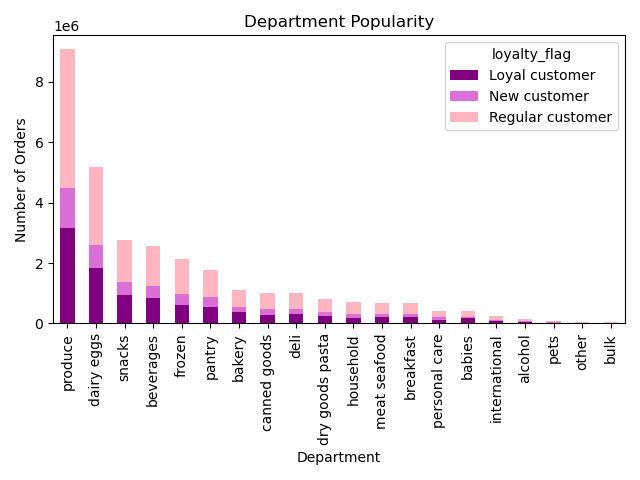 Department Popularity
1e6
loyalty_flag
Loyal customer
New customer
Regular customer
8
6
4
2
0
Number of Orders
produce
dairy eggs
snacks
beverages
frozen
pantry
bakery
canned goods
deli
dry goods pasta
household
meat seafood
breakfast
personal care
babies
international
alcohol
pets
other
bulk
Department